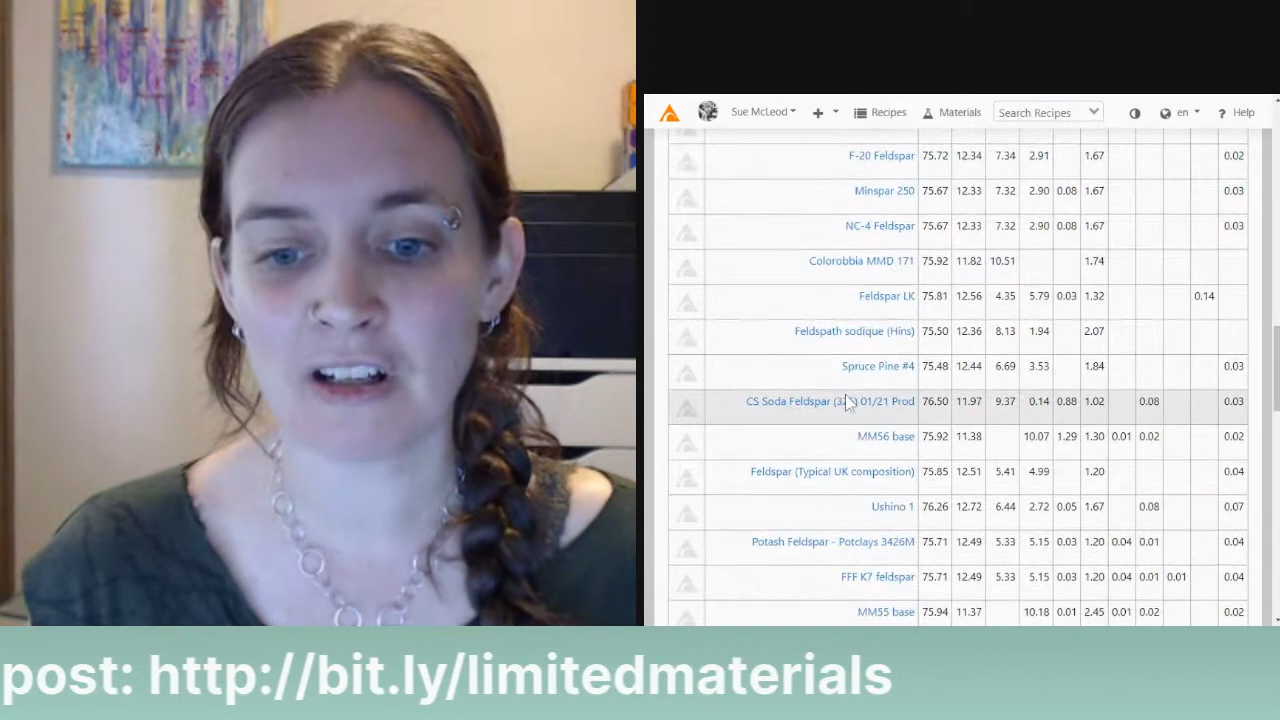 Sue McLeod
Recipes
Materials
Search Recipes
en
? Help
F-20 Feldspar 75.72 12.34 7.34 2.91 1.67 0.02
Minspar 250 75.67 12.33 7.32 2.90 0.08 1.67 0.03
NC-4 Feldspar 75.67 12.33 7.32 2.90 0.08 1.67 0.03
Colorobbia MMD 171 75.92 11.82 10.51 1.74
Feldspar LK 75.81 12.56 4.35 5.79 0.03 1.32 0.14
Feldspath sodique (Hins) 75.50 12.36 8.13 1.94 2.07
Spruce Pine #4 75.48 12.44 6.69 3.53 1.84 0.03
CS Soda Feldspar 01/21 Prod 76.50 11.97 9.37 0.14 0.88 1.02 0.08 0.03
MM56 base 75.92 11.38 10.07 1.29 1.30 0.01 0.02 0.02
Feldspar (Typical UK composition) 75.85 12.51 5.41 4.99 1.20 0.04
Ushino 1 76.26 12.72 6.44 2.72 0.05 1.67 0.08 0.07
Potash Feldspar - Potclays 3426M 75.71 12.49 5.33 5.15 0.03 1.20 0.04 0.01 0.04
FFF K7 feldspar 75.71 12.49 5.33 5.15 0.03 1.20 0.04 0.01 0.01 0.04
MM55 base 75.94 11.37 10.18 0.01 2.45 0.01 0.02 0.02
post: http://bit.ly/limitedmaterials